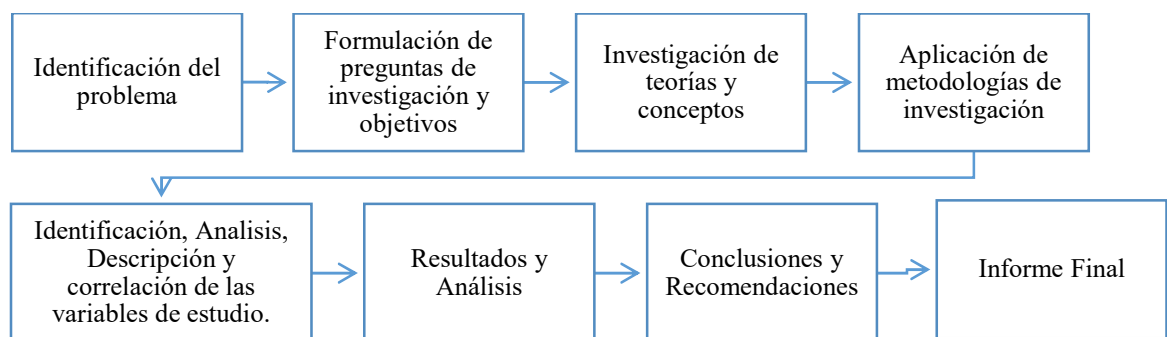 Identificación del
problema
Formulación de
preguntas de
investigación y
objetivos
Investigación de
teorías y
conceptos
Aplicación de
metodologías de
investigación
Identificación, Analisis,
Descripción y
correlación de las
variables de estudio.
Resultados y
Análisis
Conclusiones y
Recomendaciones
Informe Final